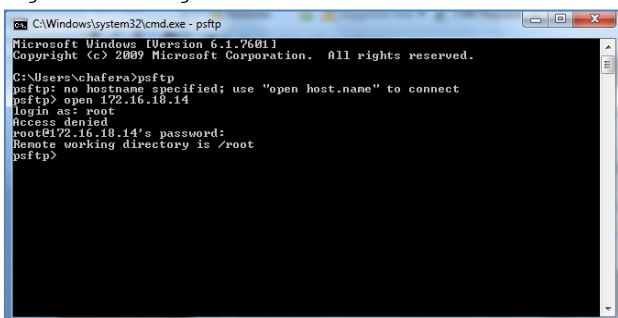 C:\Windows\system32\cmd.exe - psftp
Microsoft Windows [Version 6.1.7601]
Copyright (c) 2009 Microsoft Corporation.  All rights reserved.
C:\Users\chafera>psftp
psftp: no hostname specified; use "open host.name" to connect
psftp> open 172.16.18.14
login as: root
Access denied
root@172.16.18.14's password:
Remote working directory is /root
psftp>